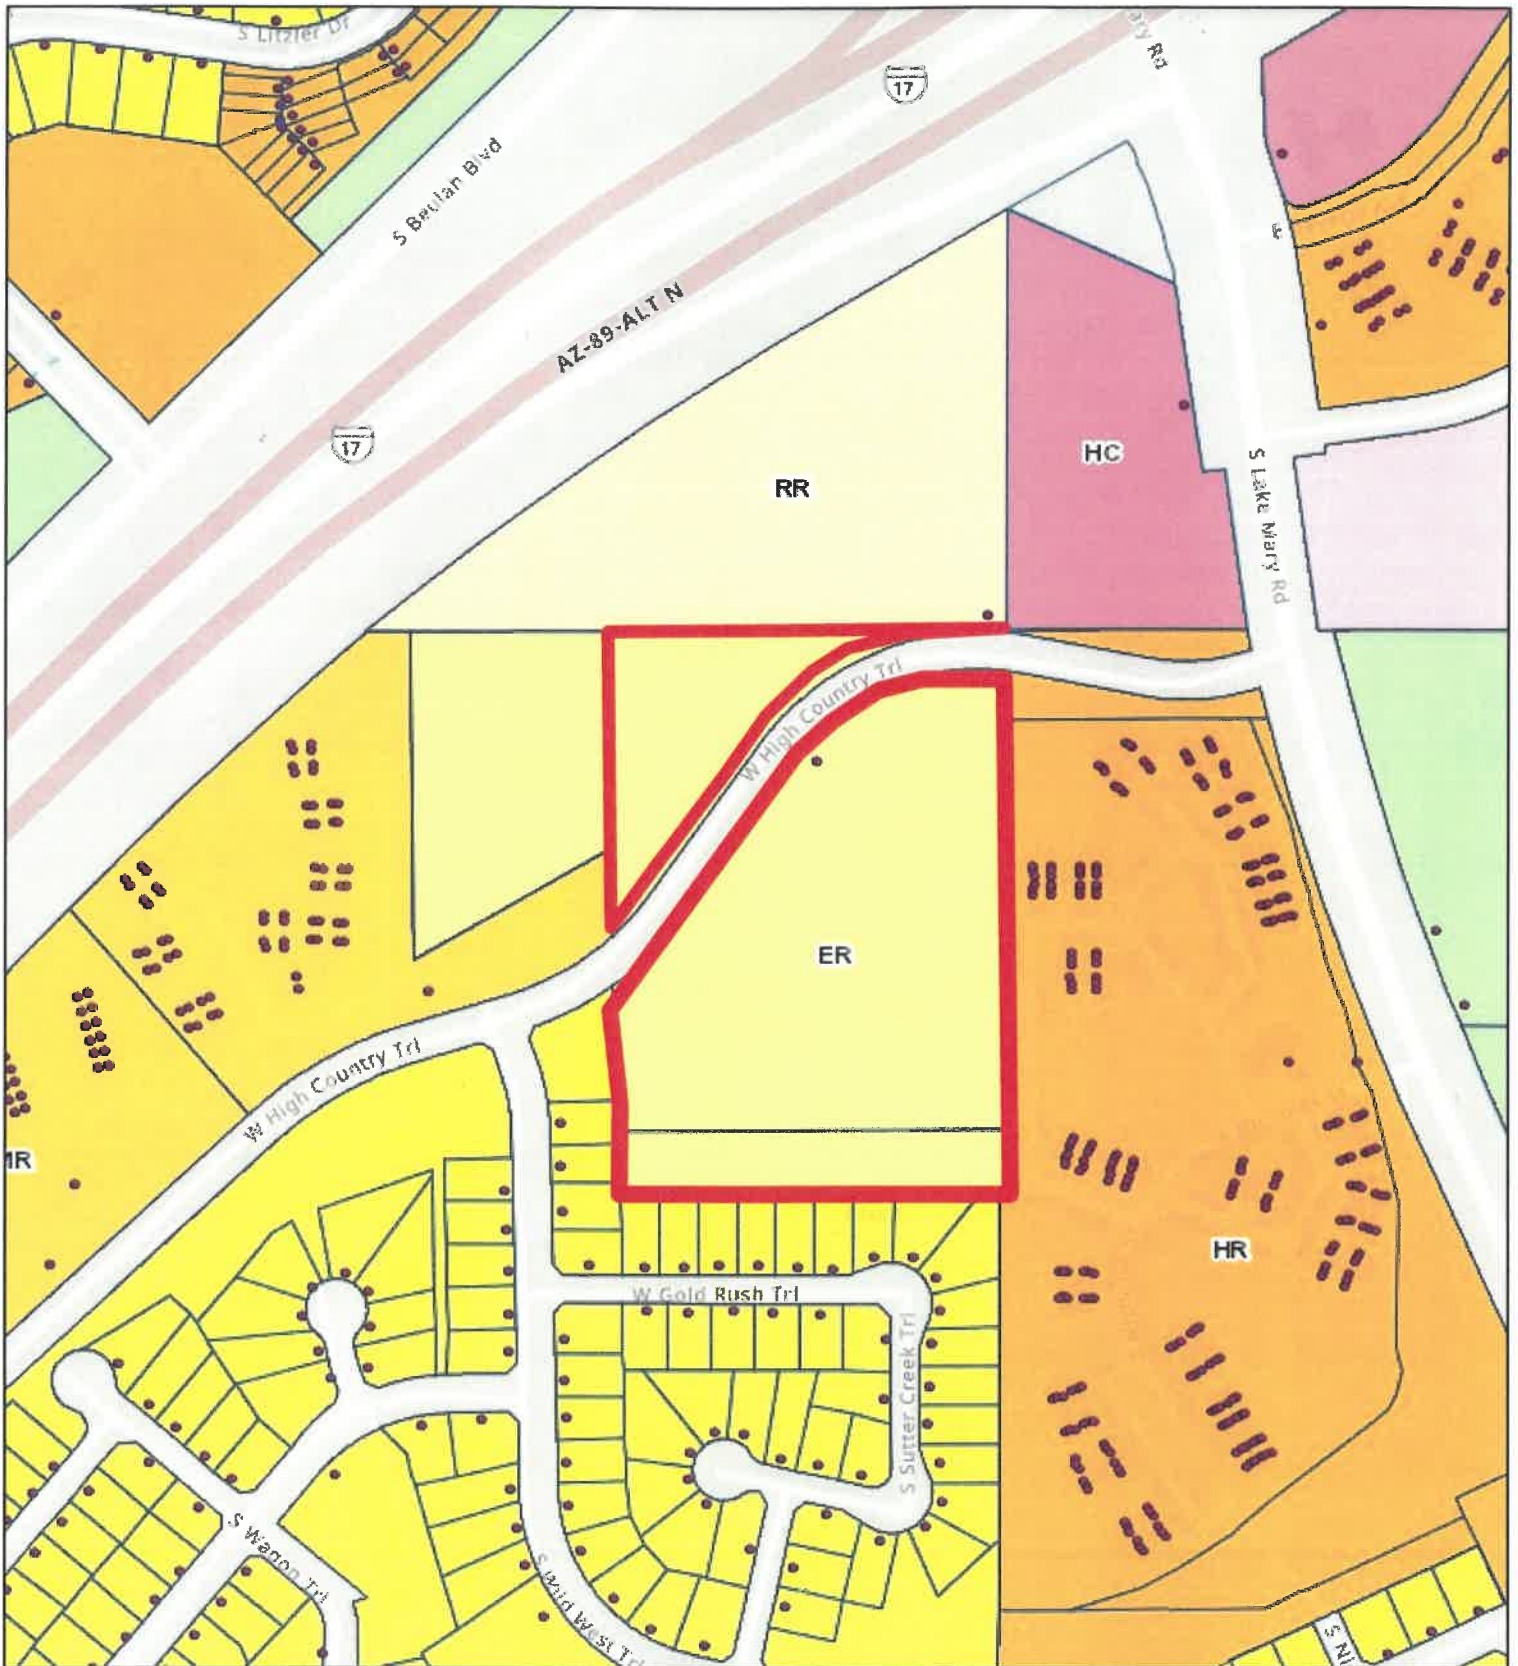 S Litzler Dr
17
Rd
S Beulah Blvd
AZ-89-ALT N
17
HC
RR
S Lake Mary Rd
W High Country Trl
ER
W High Country Trl
HR
W Gold Rush Trl
S Sutter Creek Trl
S Wagon Trl
S Wild West Trl